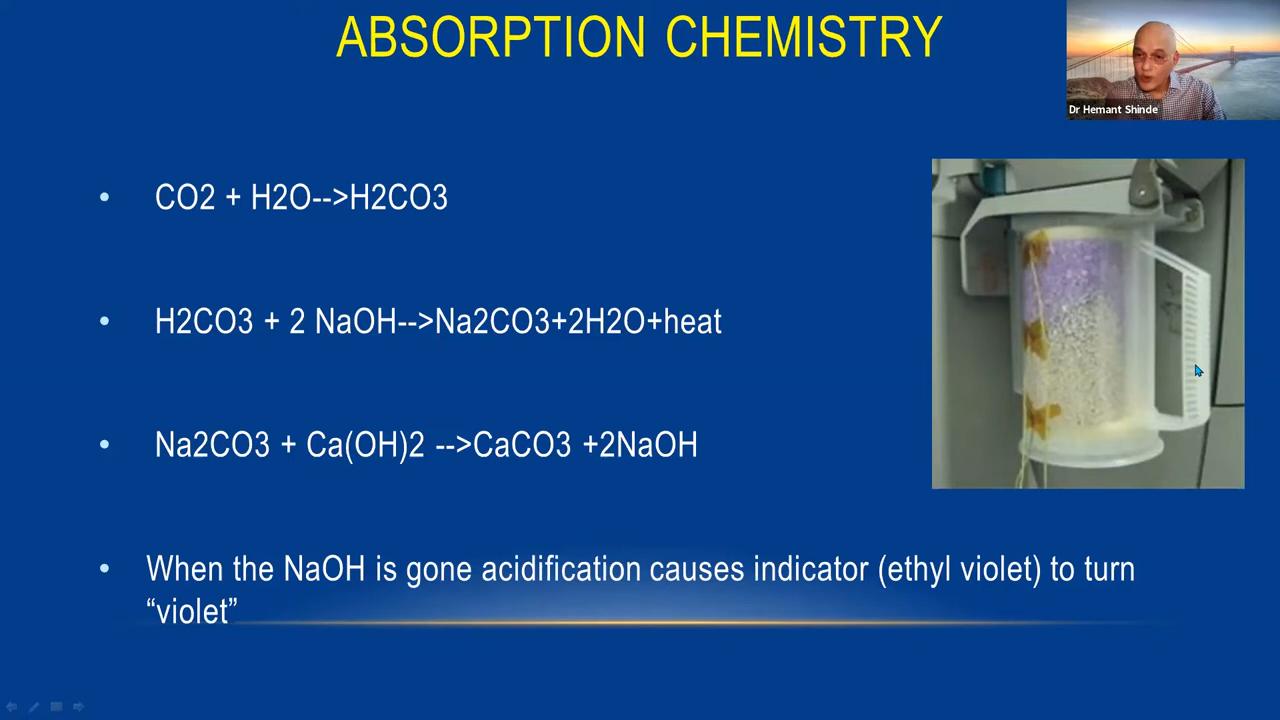 ABSORPTION CHEMISTRY
Dr Hemant Shinde
• CO2 + H2O-->H2CO3
• H2CO3 + 2 NaOH-->Na2CO3+2H2O+heat
• Na2CO3 + Ca(OH)2 -->CaCO3 +2NaOH
• When the NaOH is gone acidification causes indicator (ethyl violet) to turn
“violet”